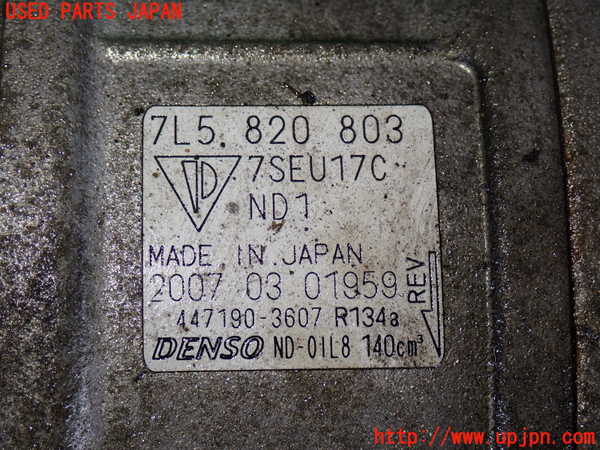 USED PARTS JAPAN
7L5 820 803
7SEU17C
ND1
MADE IN JAPAN
2007 03 01959
REV
447190-3607 R134a
DENSO ND-OIL8 140cm³
http://www.upjpn.com/